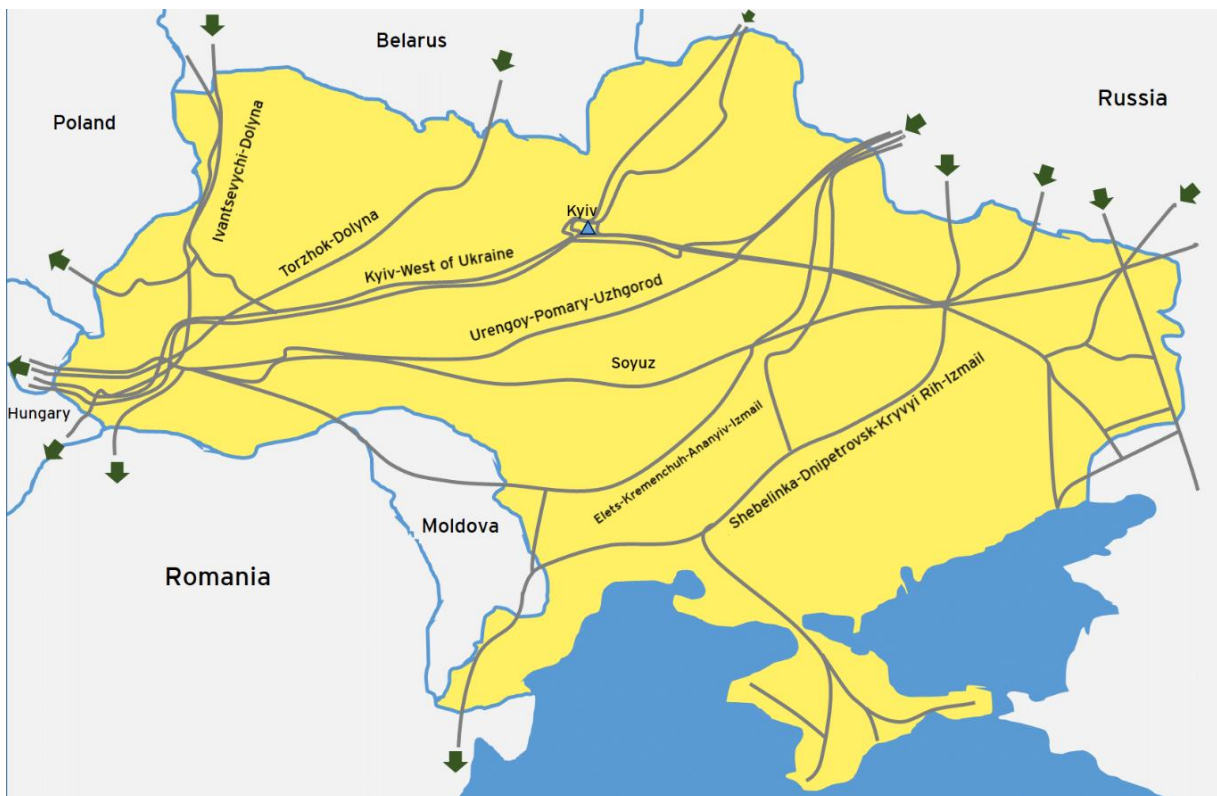 Belarus
Russia
Poland
Ivantsevychi-Dolyna
Torzhok-Dolyna
Kyiv
Kyiv-West of Ukraine
Urengoy-Pomary-Uzhgorod
Soyuz
Hungary
Elets-Kremenchuh-Ananyiv-Izmail
Shebelinka-Dnipetrovsk-Kryvyi Rih-Izmail
Moldova
Romania